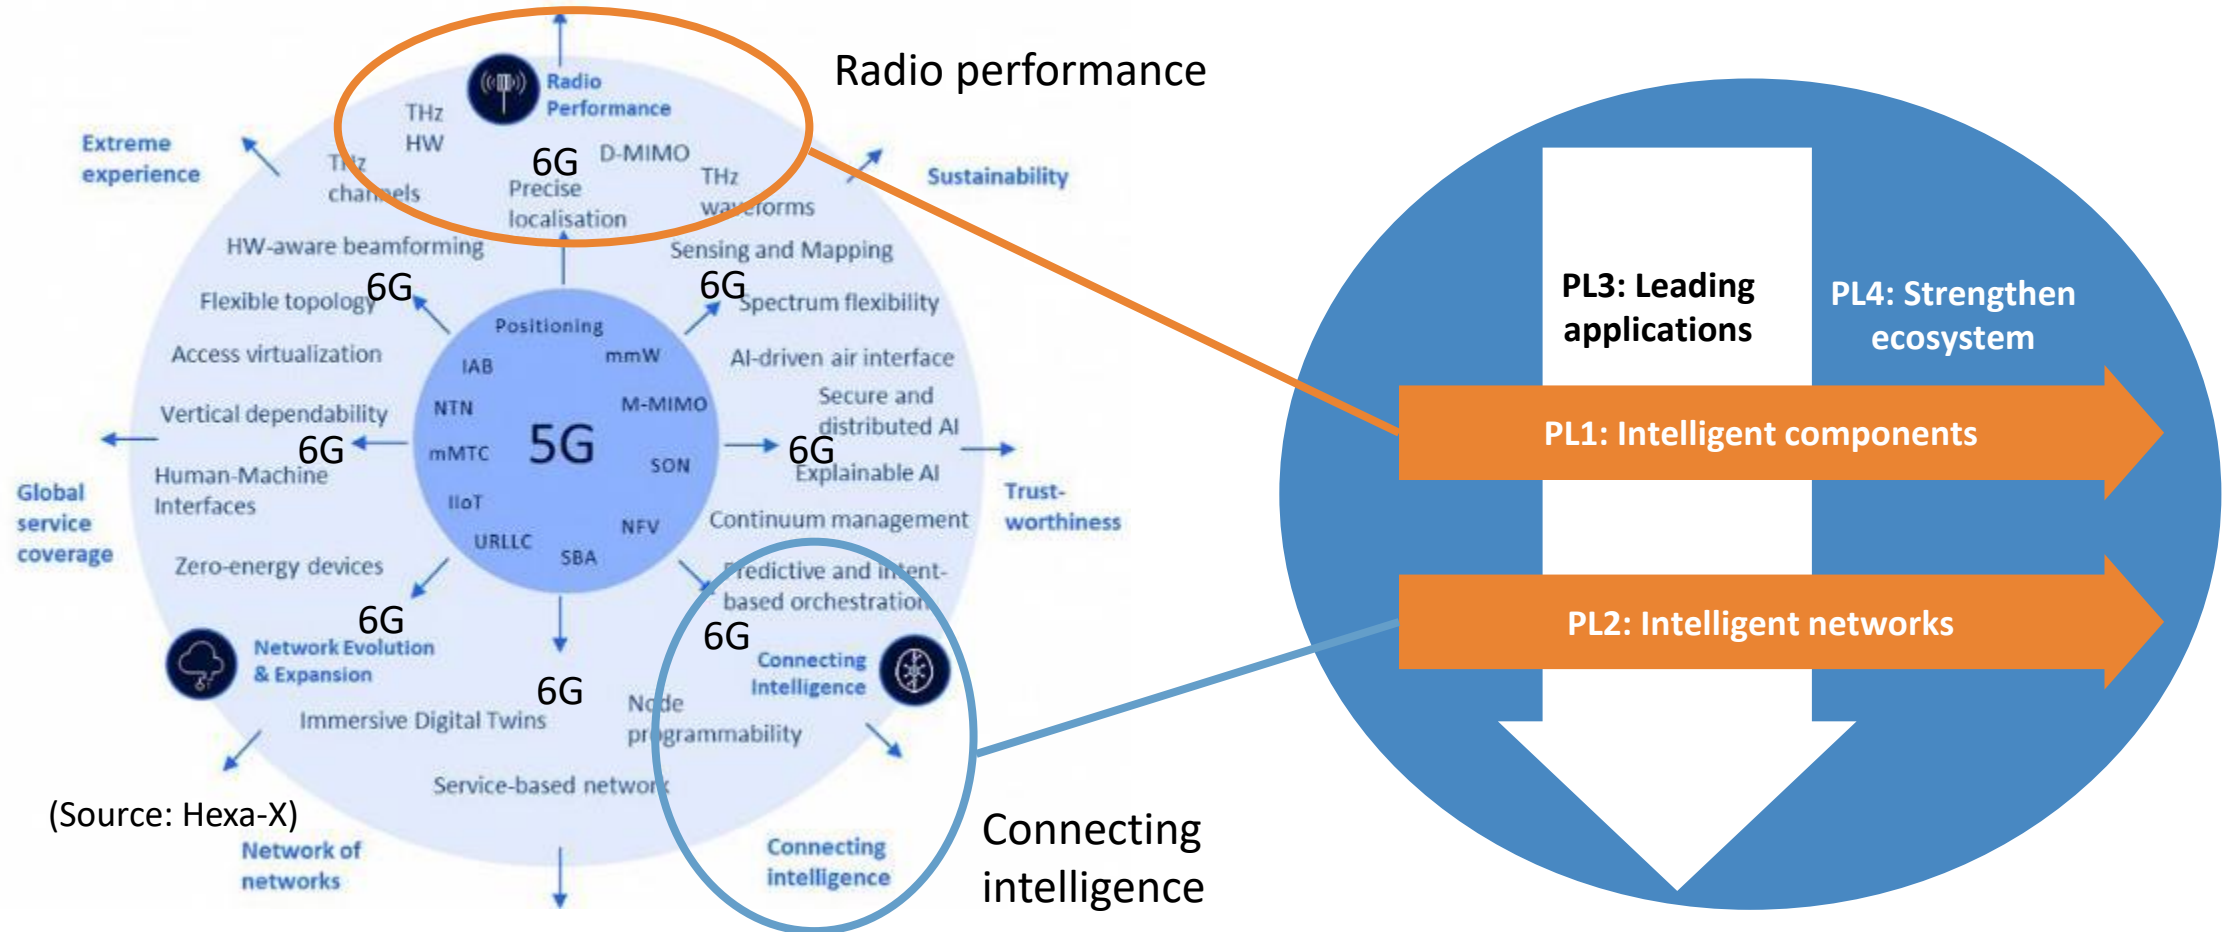 Radio
Performance
Radio performance
THz
HW
Extreme
experience
THz
channels
6G
D-MIMO
Precise
localisation
THz
waveforms
Sustainability
HW-aware beamforming
Sensing and Mapping
6G
6G
Flexible topology
Spectrum flexibility
Positioning
Access virtualization
IAB
mmW
AI-driven air interface
NTN
M-MIMO
Vertical dependability
Secure and
distributed AI
6G
mMTC
5G
SON
6G
Human-Machine
Interfaces
Explainable AI
Global
service
coverage
IIoT
NFV
Continuum management
Trust-
worthiness
URLLC
SBA
Zero-energy devices
Predictive and intent-
based orchestration
6G
6G
Network Evolution
& Expansion
Connecting
Intelligence
6G
Node
programmability
Immersive Digital Twins
Service-based network
(Source: Hexa-X)
Network of
networks
Connecting
intelligence
Connecting
intelligence
PL3: Leading
applications
PL4: Strengthen
ecosystem
PL1: Intelligent components
PL2: Intelligent networks